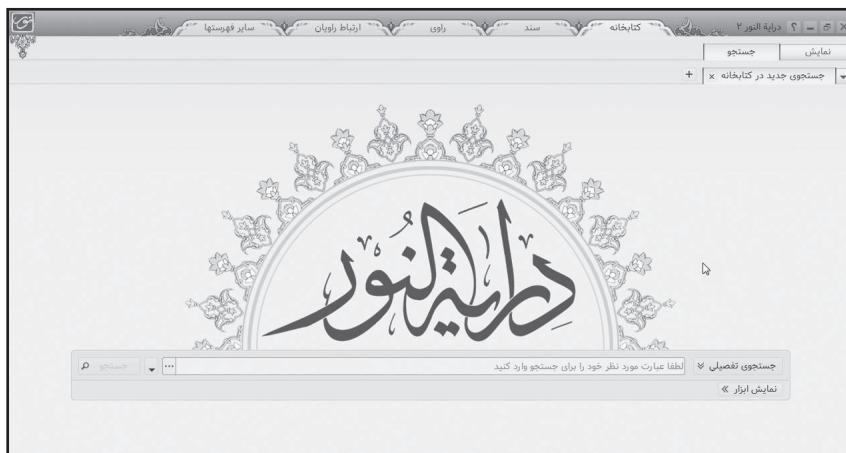 درایة النور ۲
کتابخانه سند راوی ارتباط راویان سایر فهرستها
نور
نمایش جستجو
جستجوی جدید در کتابخانه × +
درایة النور
جستجوی تفصیلی لطفا عبارت مورد نظر خود را برای جستجو وارد کنید ... جستجو
نمایش ابزار